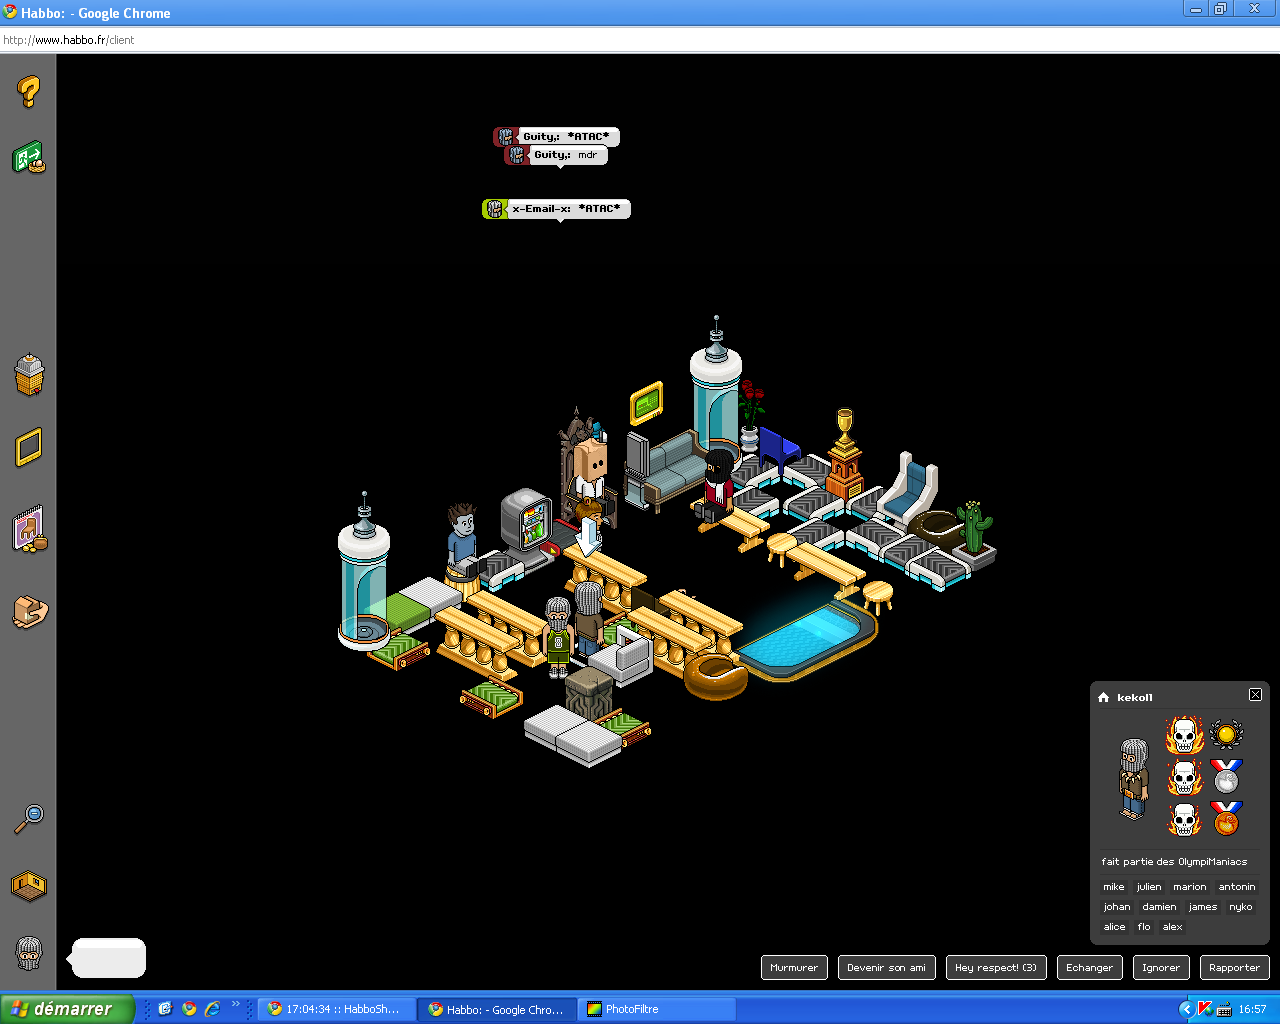 Habbo: - Google Chrome
http://www.habbo.fr/client
Guity,: *ATAC*
Guity,: mdr
x-Email-x: *ATAC*
8
kekol1
fait partie des OlympiManiacs
mike julien marion antonin
johan damien james nyko
alice flo alex
Murmurer Devenir son ami Hey respect! (3) Echanger Ignorer Rapporter
démarrer 17:04:34 :: HabboSh... Habbo: - Google Chro... PhotoFiltre 16:57